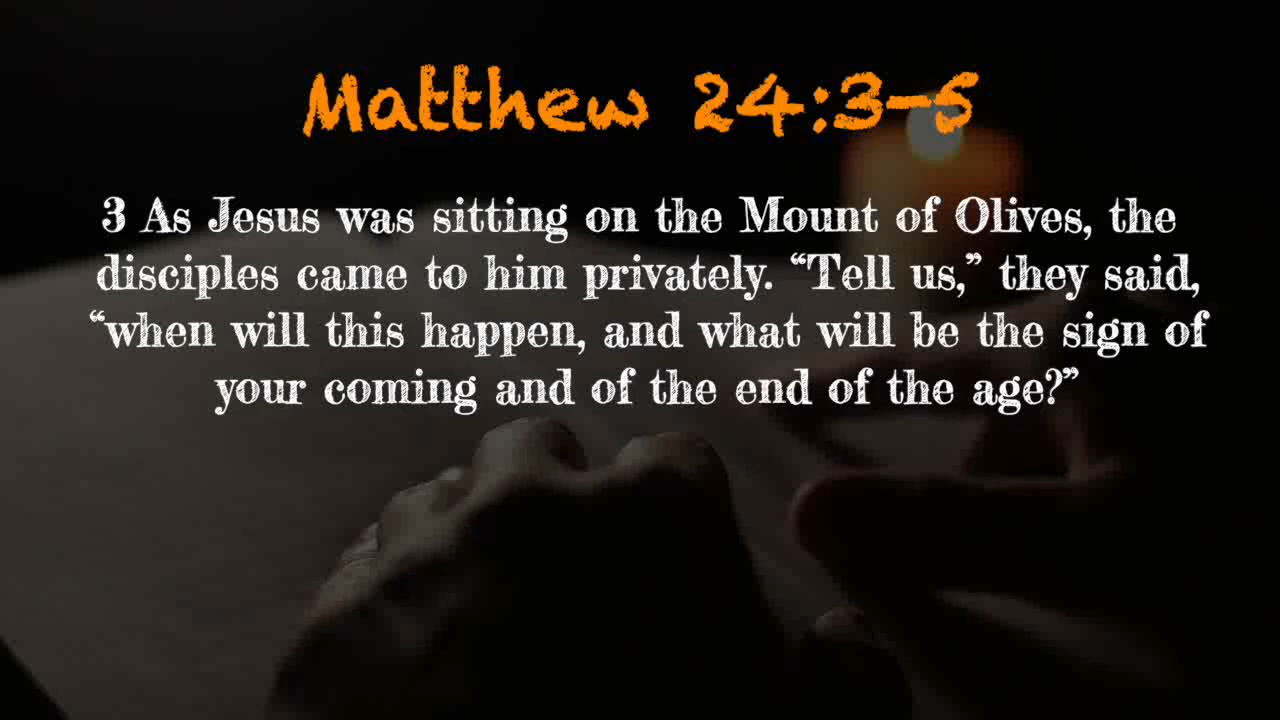 Matthew 24:3-5
3 As Jesus was sitting on the Mount of Olives, the
disciples came to him privately. “Tell us,” they said,
“when will this happen, and what will be the sign of
your coming and of the end of the age?”